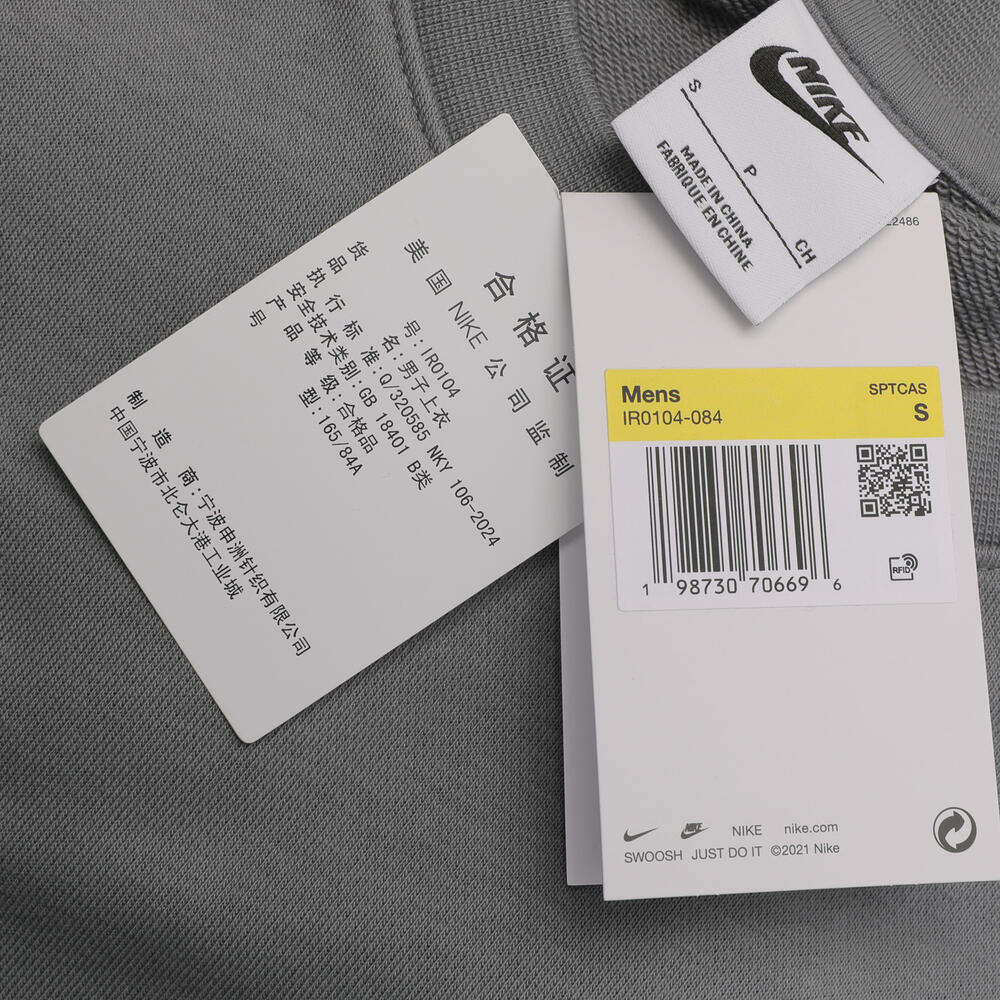 合格证
美国 NIKE 公司监制
货 号：IR0104
品 名：男子上衣
执行标准：Q/320585 NKY 106-2024
安全技术类别：GB 18401 B类
产品等级：合格品
号 型：165/84A
制造商：宁波申洲针织有限公司
中国宁波市北仑大港工业城
NIKE
S P CH
MADE IN CHINA
FABRIQUE EN CHINE
2486
Mens SPTCAS
IR0104-084 S
1 98730 70669 6
RFID
NIKE NIKE nike.com
SWOOSH JUST DO IT ©2021 Nike